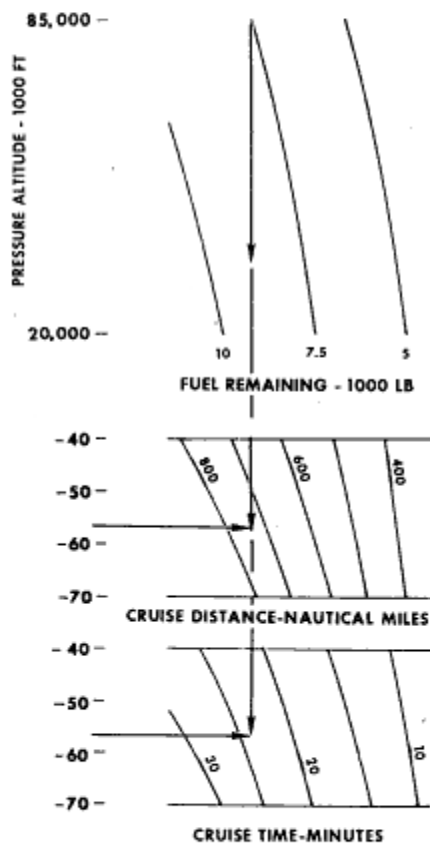 85,000
PRESSURE ALTITUDE - 1000 FT
20,000
10 7.5 5
FUEL REMAINING - 1000 LB
-40
800 600 400
-50
-60
-70
CRUISE DISTANCE-NAUTICAL MILES
-40
-50
-60
30 20 10
-70
CRUISE TIME-MINUTES